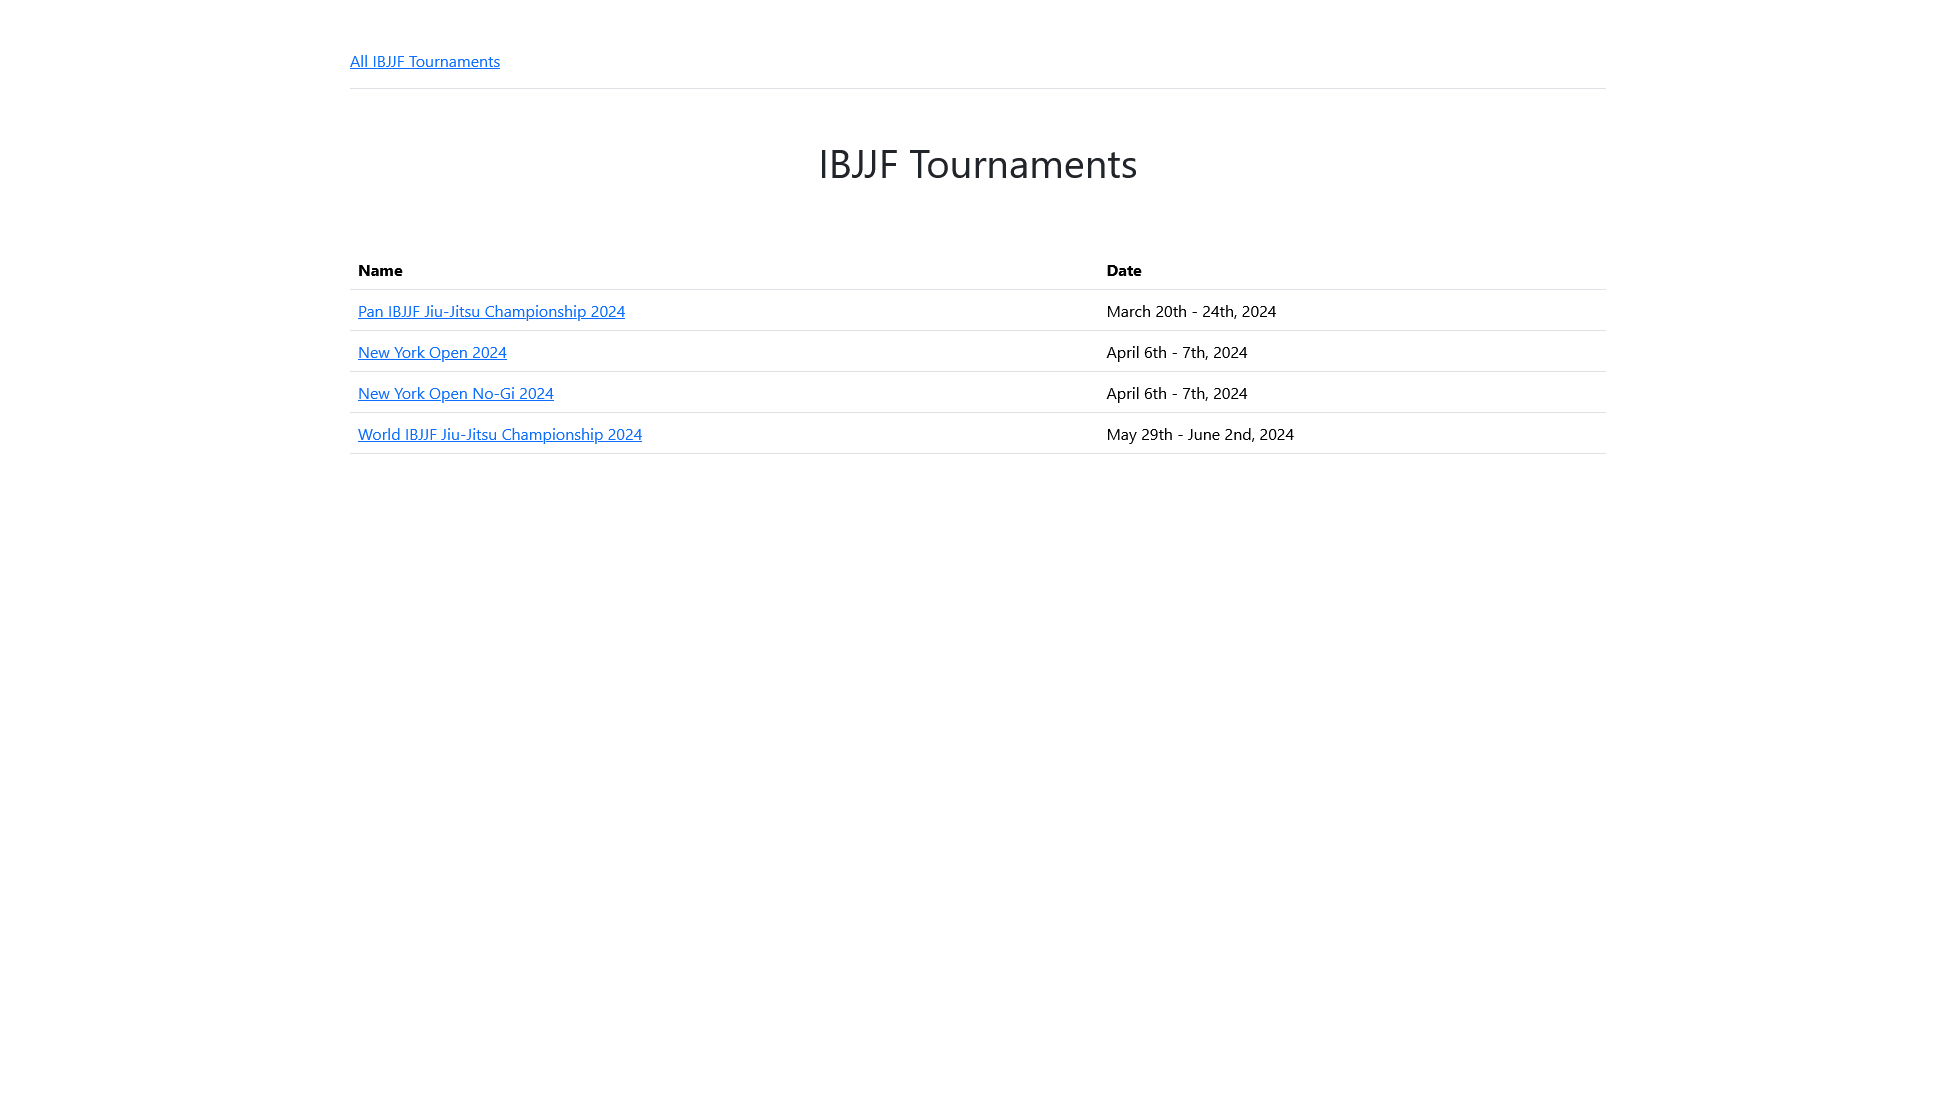 All IBJJF Tournaments
IBJJF Tournaments
Name Date
Pan IBJJF Jiu-Jitsu Championship 2024 March 20th - 24th, 2024
New York Open 2024 April 6th - 7th, 2024
New York Open No-Gi 2024 April 6th - 7th, 2024
World IBJJF Jiu-Jitsu Championship 2024 May 29th - June 2nd, 2024